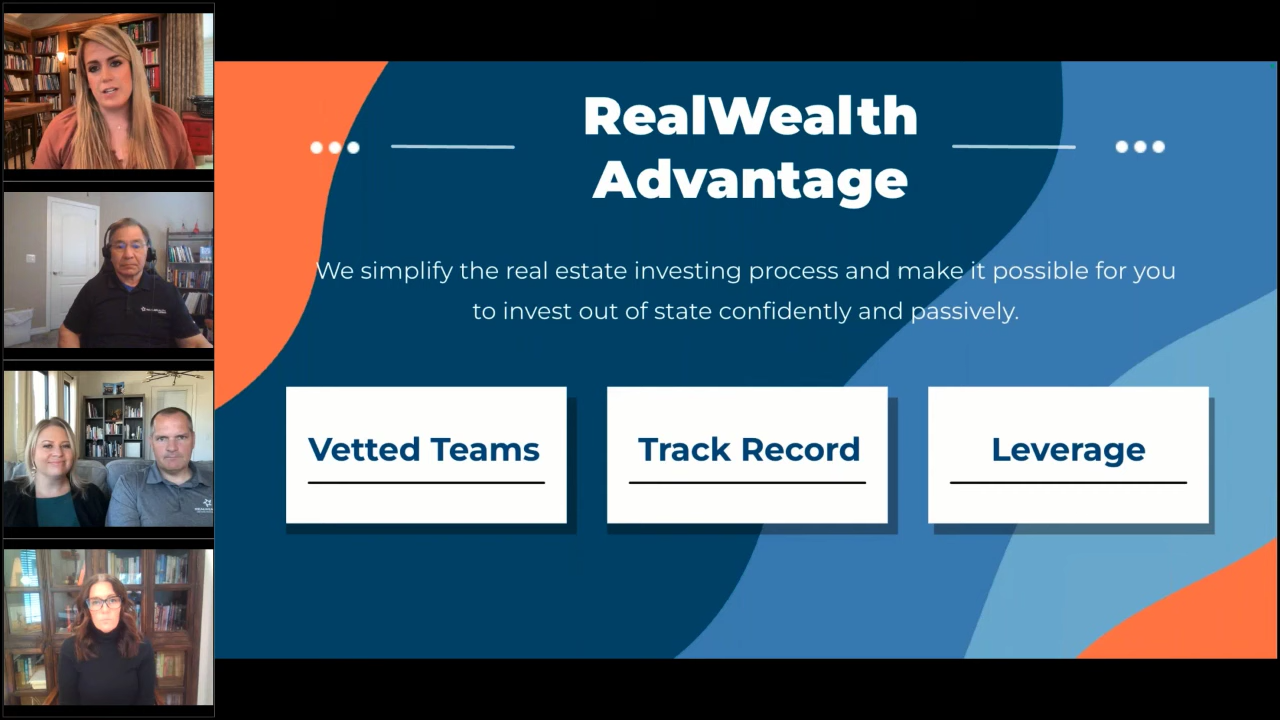 RealWealth
Advantage
We simplify the real estate investing process and make it possible for you
to invest out of state confidently and passively.
Vetted Teams
Track Record
Leverage